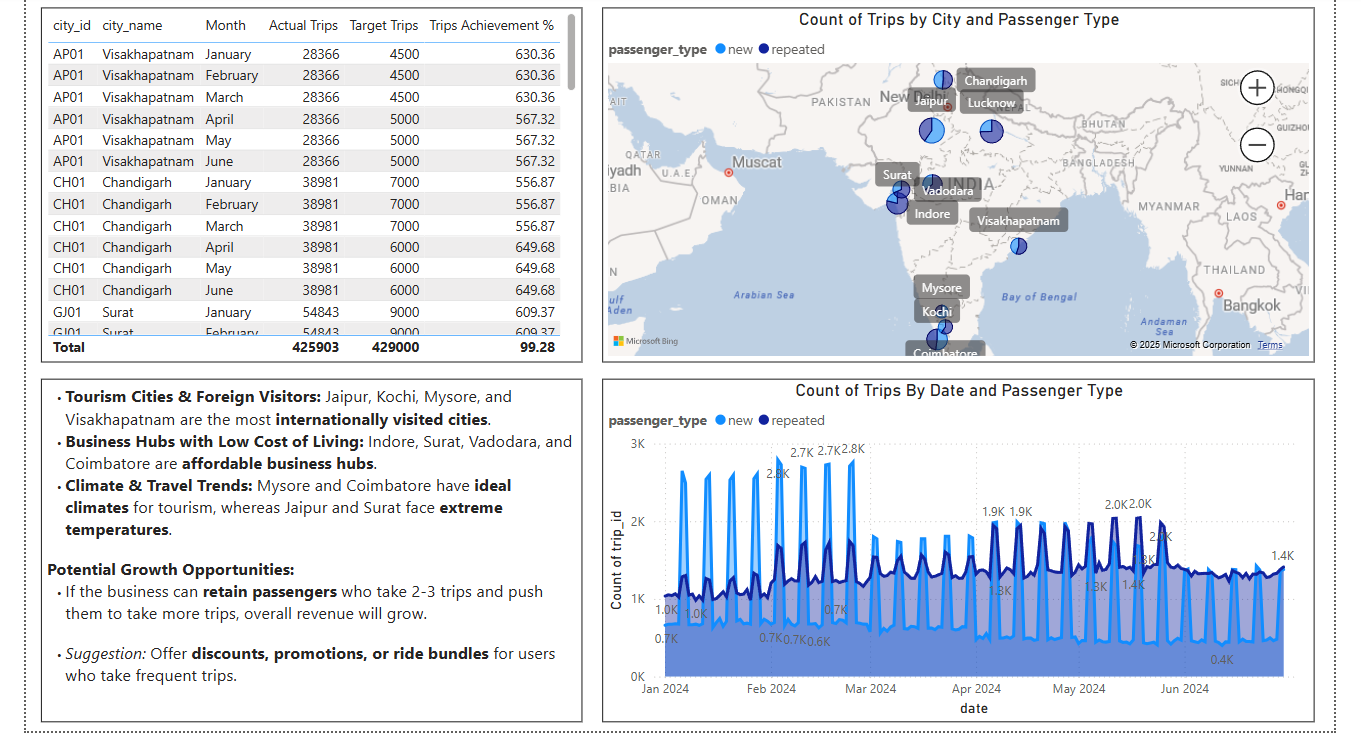 city_id city_name Month Actual Trips Target Trips Trips Achievement %
AP01 Visakhapatnam January 28366 4500 630.36
AP01 Visakhapatnam February 28366 4500 630.36
AP01 Visakhapatnam March 28366 4500 630.36
AP01 Visakhapatnam April 28366 5000 567.32
AP01 Visakhapatnam May 28366 5000 567.32
AP01 Visakhapatnam June 28366 5000 567.32
CH01 Chandigarh January 38981 7000 556.87
CH01 Chandigarh February 38981 7000 556.87
CH01 Chandigarh March 38981 7000 556.87
CH01 Chandigarh April 38981 6000 649.68
CH01 Chandigarh May 38981 6000 649.68
CH01 Chandigarh June 38981 6000 649.68
GJ01 Surat January 54843 9000 609.37
GJ01 Surat February 54843 9000 609.37
Total 425903 429000 99.28
Count of Trips by City and Passenger Type
passenger_type new repeated
Chandigarh
PAKISTAN New Delhi
Jaipur Lucknow
NEPAL
BHUTAN
QATAR
U.A.E.
Muscat
OMAN
BANGLADESH
YUNNAN
Surat
Vadodara
INDIA
Indore
Visakhapatnam
MYANMAR
LAOS
THAILAND
Bangkok
Arabian Sea
Bay of Bengal
Andaman
Sea
Mysore
Kochi
Coimbatore
Microsoft Bing
© 2025 Microsoft Corporation Terms
• Tourism Cities & Foreign Visitors: Jaipur, Kochi, Mysore, and
Visakhapatnam are the most internationally visited cities.
• Business Hubs with Low Cost of Living: Indore, Surat, Vadodara, and
Coimbatore are affordable business hubs.
• Climate & Travel Trends: Mysore and Coimbatore have ideal
climates for tourism, whereas Jaipur and Surat face extreme
temperatures.
Potential Growth Opportunities:
• If the business can retain passengers who take 2-3 trips and push
them to take more trips, overall revenue will grow.
• Suggestion: Offer discounts, promotions, or ride bundles for users
who take frequent trips.
Count of Trips By Date and Passenger Type
passenger_type new repeated
Count of trip_id
3K
2K
1K
0K
2.8K 2.7K 2.7K 2.8K
1.9K 1.9K
2.0K 2.0K
1.4K
1.0K 1.0K
0.7K
0.7K
0.7K 0.7K 0.6K
1.3K
1.3K
1.4K
0.4K
Jan 2024 Feb 2024 Mar 2024 Apr 2024 May 2024 Jun 2024
date